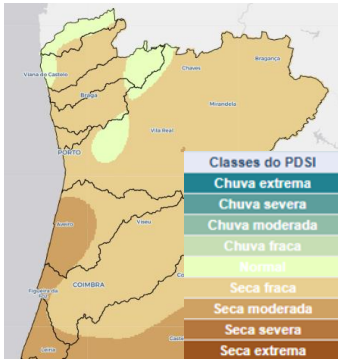 Bragança
Chaves
Viana do Castelo
Braga
Mirandela
Vila Real
PORTO
Classes do PDSI
Chuva extrema
Chuva severa
Chuva moderada
Chuva fraca
Normal
Seca fraca
Seca moderada
Seca severa
Seca extrema
Aveiro
Viseu
COIMBRA
Figueira da
Leiria